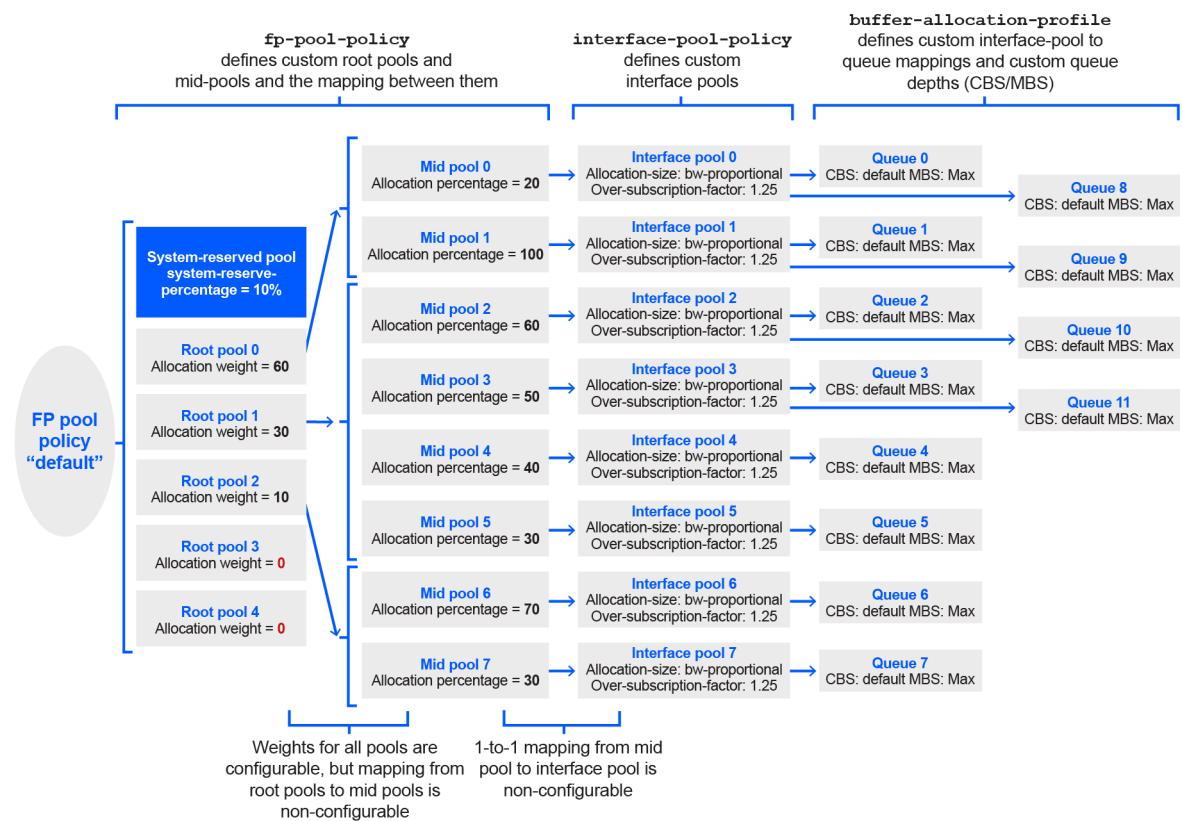 fp-pool-policy
defines custom root pools and
mid-pools and the mapping between them
interface-pool-policy
defines custom
interface pools
buffer-allocation-profile
defines custom interface-pool to
queue mappings and custom queue
depths (CBS/MBS)
FP pool
policy
“default”
System-reserved pool
system-reserve-
percentage = 10%
Root pool 0
Allocation weight = 60
Root pool 1
Allocation weight = 30
Root pool 2
Allocation weight = 10
Root pool 3
Allocation weight = 0
Root pool 4
Allocation weight = 0
Mid pool 0
Allocation percentage = 20
Mid pool 1
Allocation percentage = 100
Mid pool 2
Allocation percentage = 60
Mid pool 3
Allocation percentage = 50
Mid pool 4
Allocation percentage = 40
Mid pool 5
Allocation percentage = 30
Mid pool 6
Allocation percentage = 70
Mid pool 7
Allocation percentage = 30
Interface pool 0
Allocation-size: bw-proportional
Over-subscription-factor: 1.25
Interface pool 1
Allocation-size: bw-proportional
Over-subscription-factor: 1.25
Interface pool 2
Allocation-size: bw-proportional
Over-subscription-factor: 1.25
Interface pool 3
Allocation-size: bw-proportional
Over-subscription-factor: 1.25
Interface pool 4
Allocation-size: bw-proportional
Over-subscription-factor: 1.25
Interface pool 5
Allocation-size: bw-proportional
Over-subscription-factor: 1.25
Interface pool 6
Allocation-size: bw-proportional
Over-subscription-factor: 1.25
Interface pool 7
Allocation-size: bw-proportional
Over-subscription-factor: 1.25
Queue 0
CBS: default MBS: Max
Queue 1
CBS: default MBS: Max
Queue 2
CBS: default MBS: Max
Queue 3
CBS: default MBS: Max
Queue 4
CBS: default MBS: Max
Queue 5
CBS: default MBS: Max
Queue 6
CBS: default MBS: Max
Queue 7
CBS: default MBS: Max
Queue 8
CBS: default MBS: Max
Queue 9
CBS: default MBS: Max
Queue 10
CBS: default MBS: Max
Queue 11
CBS: default MBS: Max
Weights for all pools are
configurable, but mapping from
root pools to mid pools is
non-configurable
1-to-1 mapping from mid
pool to interface pool is
non-configurable